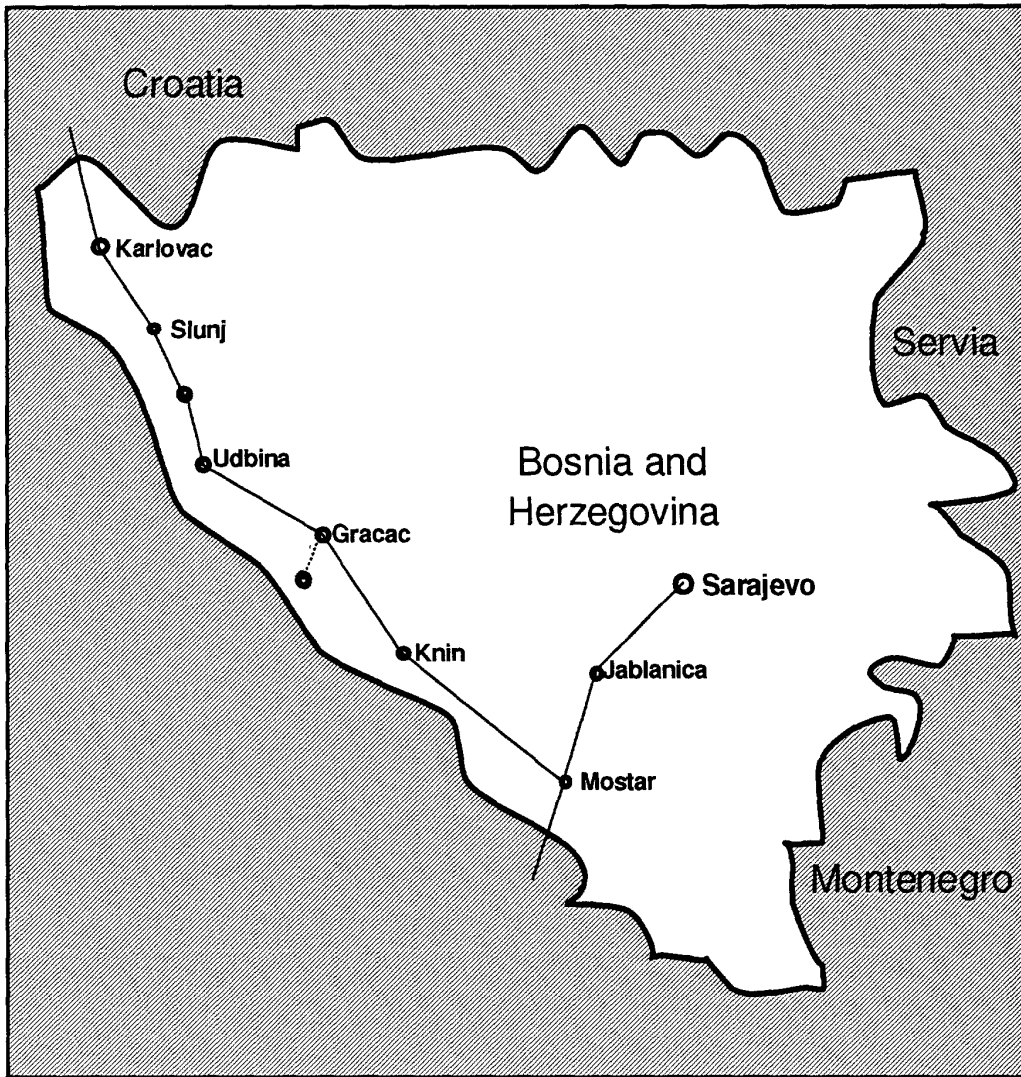 Croatia
Karlovac
Slunj
Servia
Udbina
Bosnia and
Herzegovina
Gracac
Sarajevo
Knin
Jablanica
Mostar
Montenegro